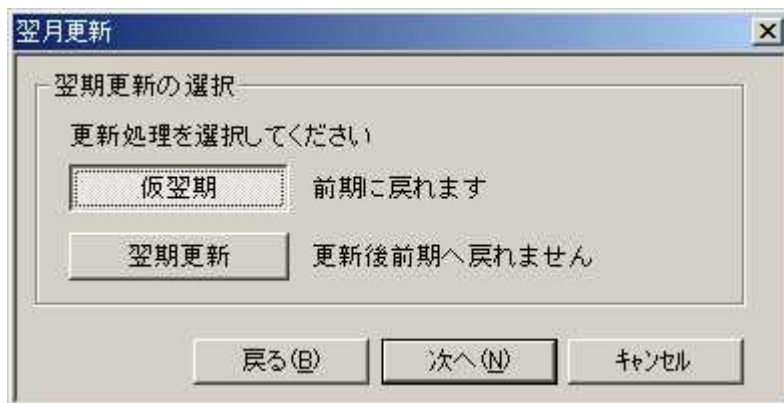 翌月更新
翌期更新の選択
更新処理を選択してください
仮翌期 前期に戻れます
翌期更新 更新後前期へ戻れません
戻る(B) 次へ(N) ｷｬﾝｾﾙ